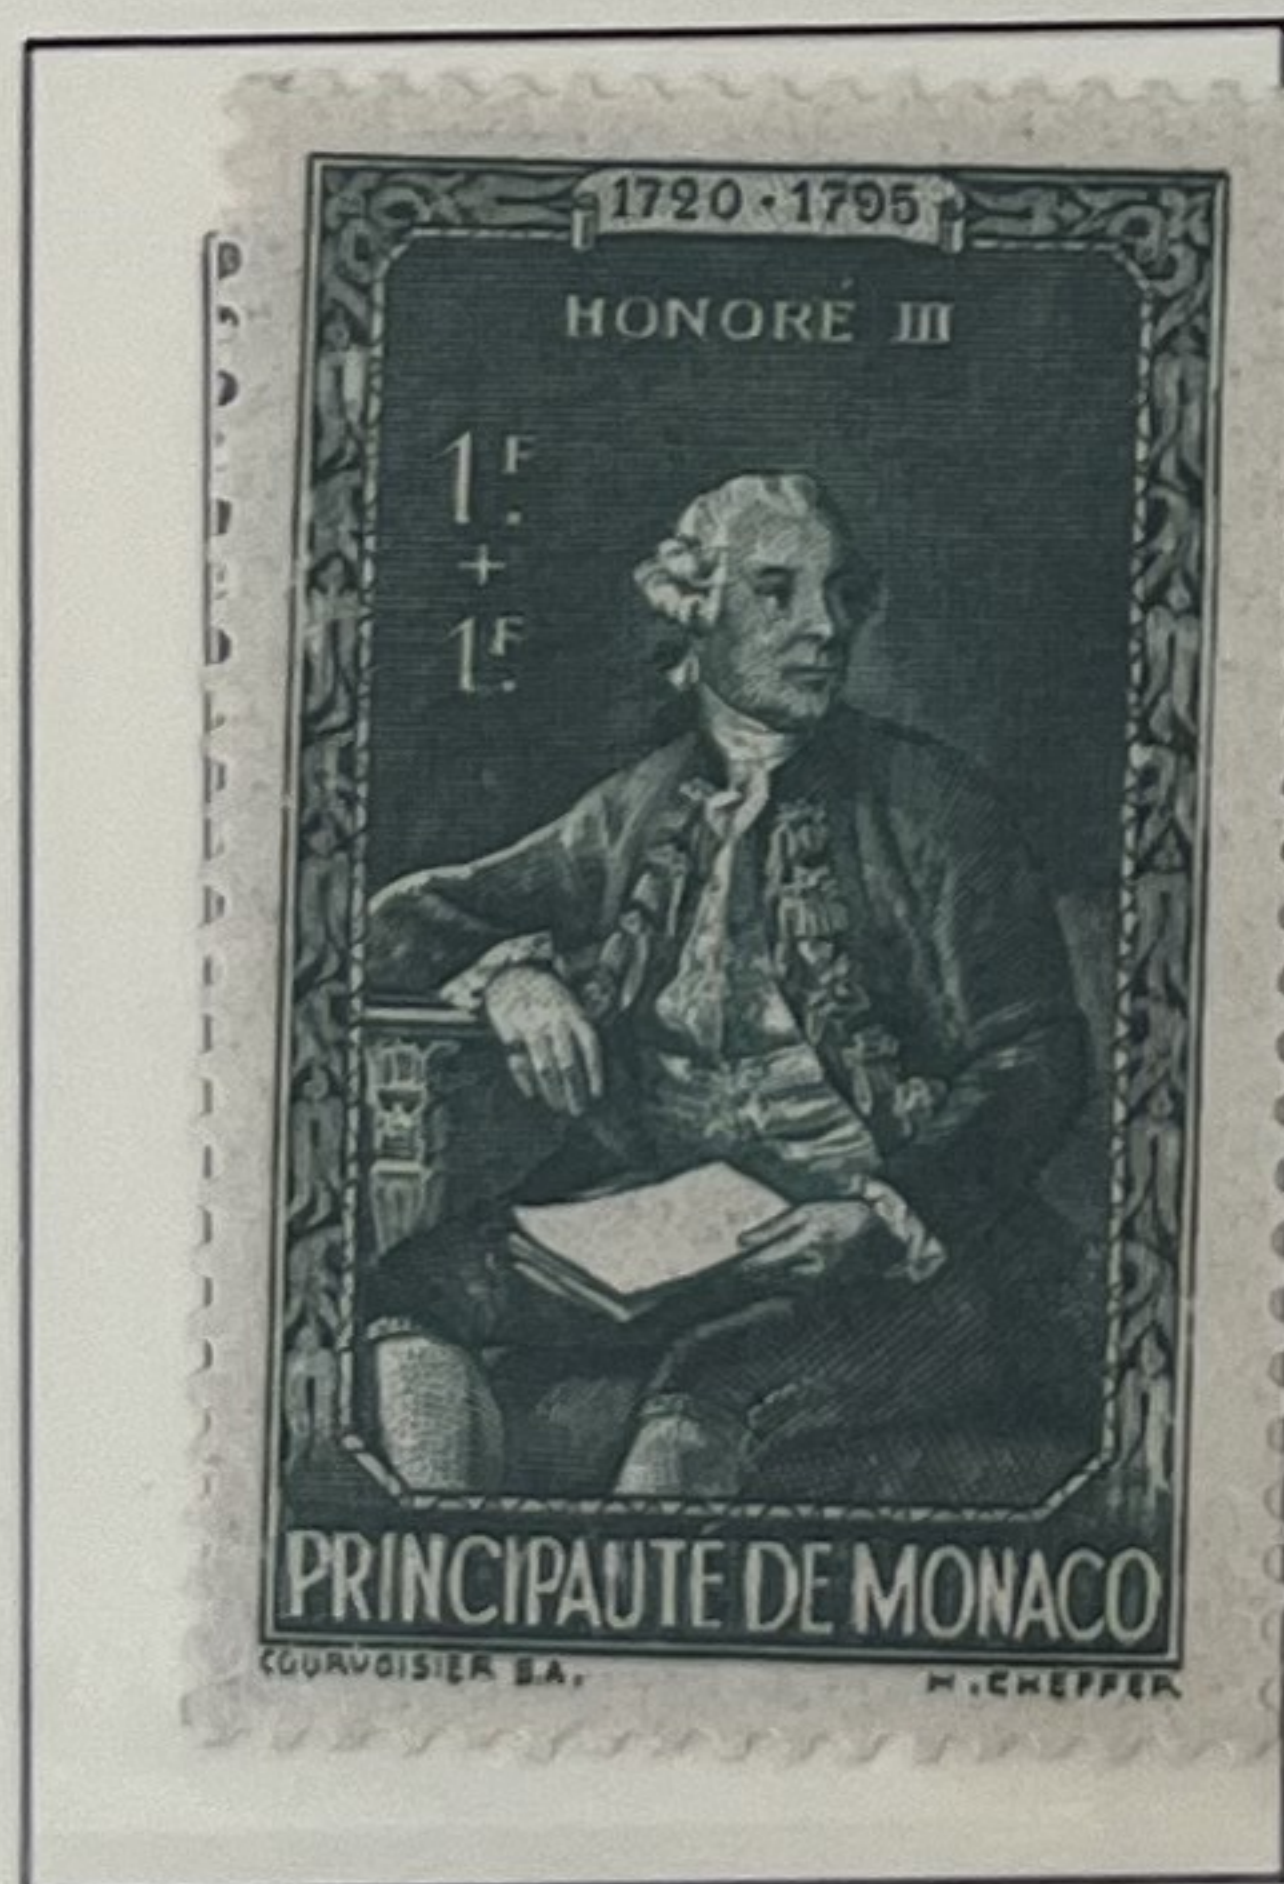 1720 · 1795
HONORÉ III
1F.
+
1F.
PRINCIPAUTÉ DE MONACO
COURVOISIER S.A.
H. CHEFFER